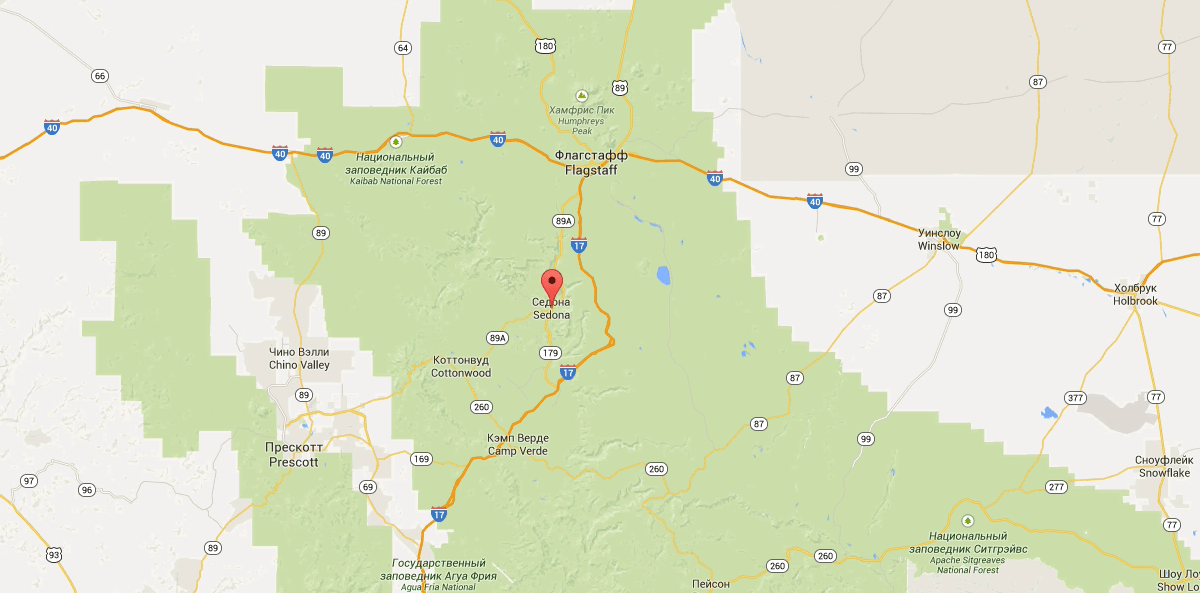 180
64
77
66
87
89
Хамфрис Пик
Humphreys
Peak
40
40
40
40
Флагстафф
Flagstaff
Национальный
заповедник Кайбаб
Kaibab National Forest
99
40
40
89A
77
89
17
Уинслоу
Winslow
180
Седона
Sedona
Холбрук
Holbrook
87
99
89A
179
Чино Вэлли
Chino Valley
Коттонвуд
Cottonwood
17
87
89
377
77
260
87
Кэмп Верде
Camp Verde
99
Прескотт
Prescott
169
260
Сноуфлейк
Snowflake
97
96
69
277
17
77
Национальный
заповедник Ситгрэйвс
Apache Sitgreaves
National Forest
89
93
260
260
Государственный
заповедник Агуа Фрия
Agua Fria National
Пейсон
Шоу Ло
Show Lo